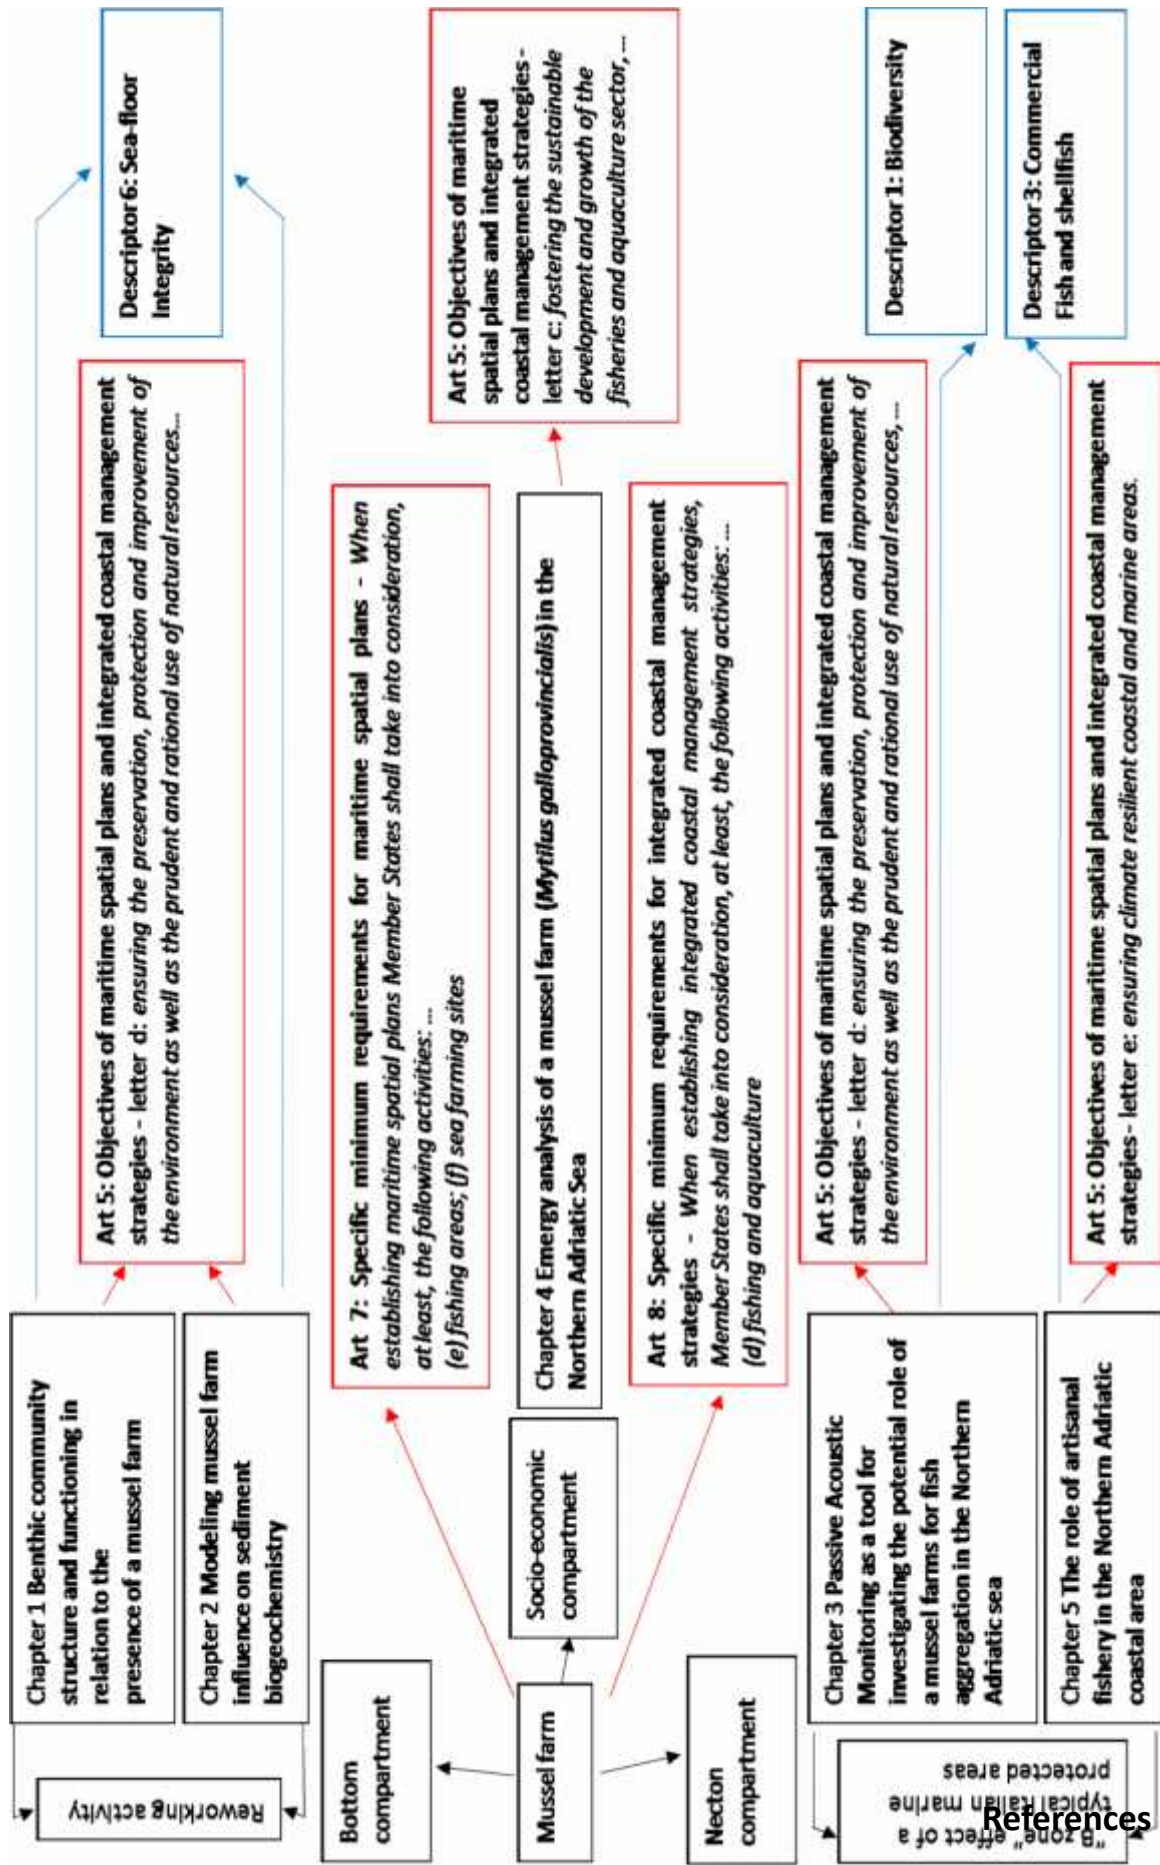 Reworking activity
Chapter 1 Benthic community
structure and functioning in
relation to the
presence of a mussel farm
Chapter 2 Modeling mussel farm
influence on sediment
biogeochemistry
Art 5: Objectives of maritime spatial plans and integrated coastal management
strategies - letter d: ensuring the preservation, protection and improvement of
the environment as well as the prudent and rational use of natural resources...
Descriptor 6: Sea-floor
Integrity
Bottom
compartment
Mussel farm
Necton
compartment
Socio-economic
compartment
Art 7: Specific minimum requirements for maritime spatial plans - When
establishing maritime spatial plans Member States shall take into consideration,
at least, the following activities: ...
(e) fishing areas; (f) sea farming sites
Chapter 4 Emergy analysis of a mussel farm (Mytilus galloprovincialis) in the
Northern Adriatic Sea
Art 5: Objectives of maritime
spatial plans and integrated
coastal management strategies -
letter c: fostering the sustainable
development and growth of the
fisheries and aquaculture sector, ...
Art 8: Specific minimum requirements for integrated coastal management
strategies - When establishing integrated coastal management strategies,
Member States shall take into consideration, at least, the following activities: ...
(d) fishing and aquaculture
"B zone" effect of a
typical Italian marine
protected areas
Chapter 3 Passive Acoustic
Monitoring as a tool for
investigating the potential role of
a mussel farms for fish
aggregation in the Northern
Adriatic sea
Art 5: Objectives of maritime spatial plans and integrated coastal management
strategies - letter d: ensuring the preservation, protection and improvement of
the environment as well as the prudent and rational use of natural resources, ...
Descriptor 1: Biodiversity
Descriptor 3: Commercial
Fish and shellfish
Chapter 5 The role of artisanal
fishery in the Northern Adriatic
coastal area
Art 5: Objectives of maritime spatial plans and integrated coastal management
strategies - letter e: ensuring climate resilient coastal and marine areas.
References